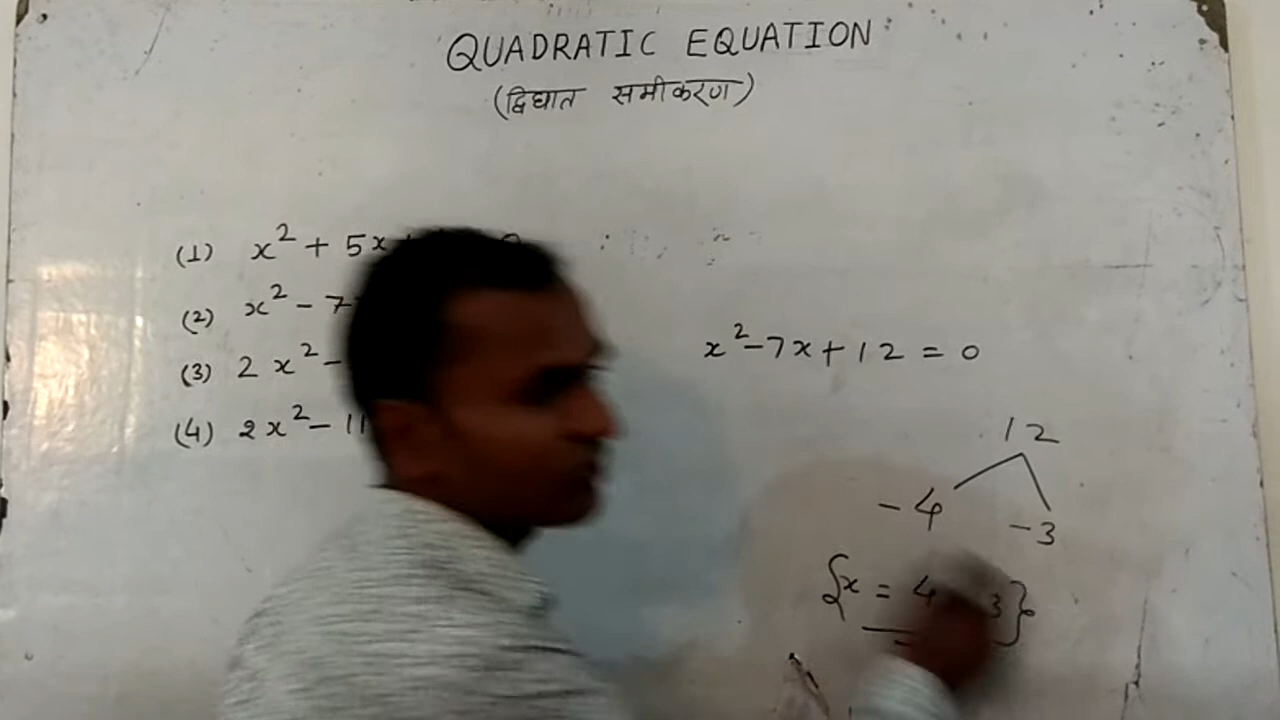 QUADRATIC EQUATION
(द्विघात समीकरण)
(1) x² + 5x
(2) x² - 7
(3) 2x² -
(4) 2x² - 11
x² - 7x + 12 = 0
12
-4 -3
{x = 4 3}